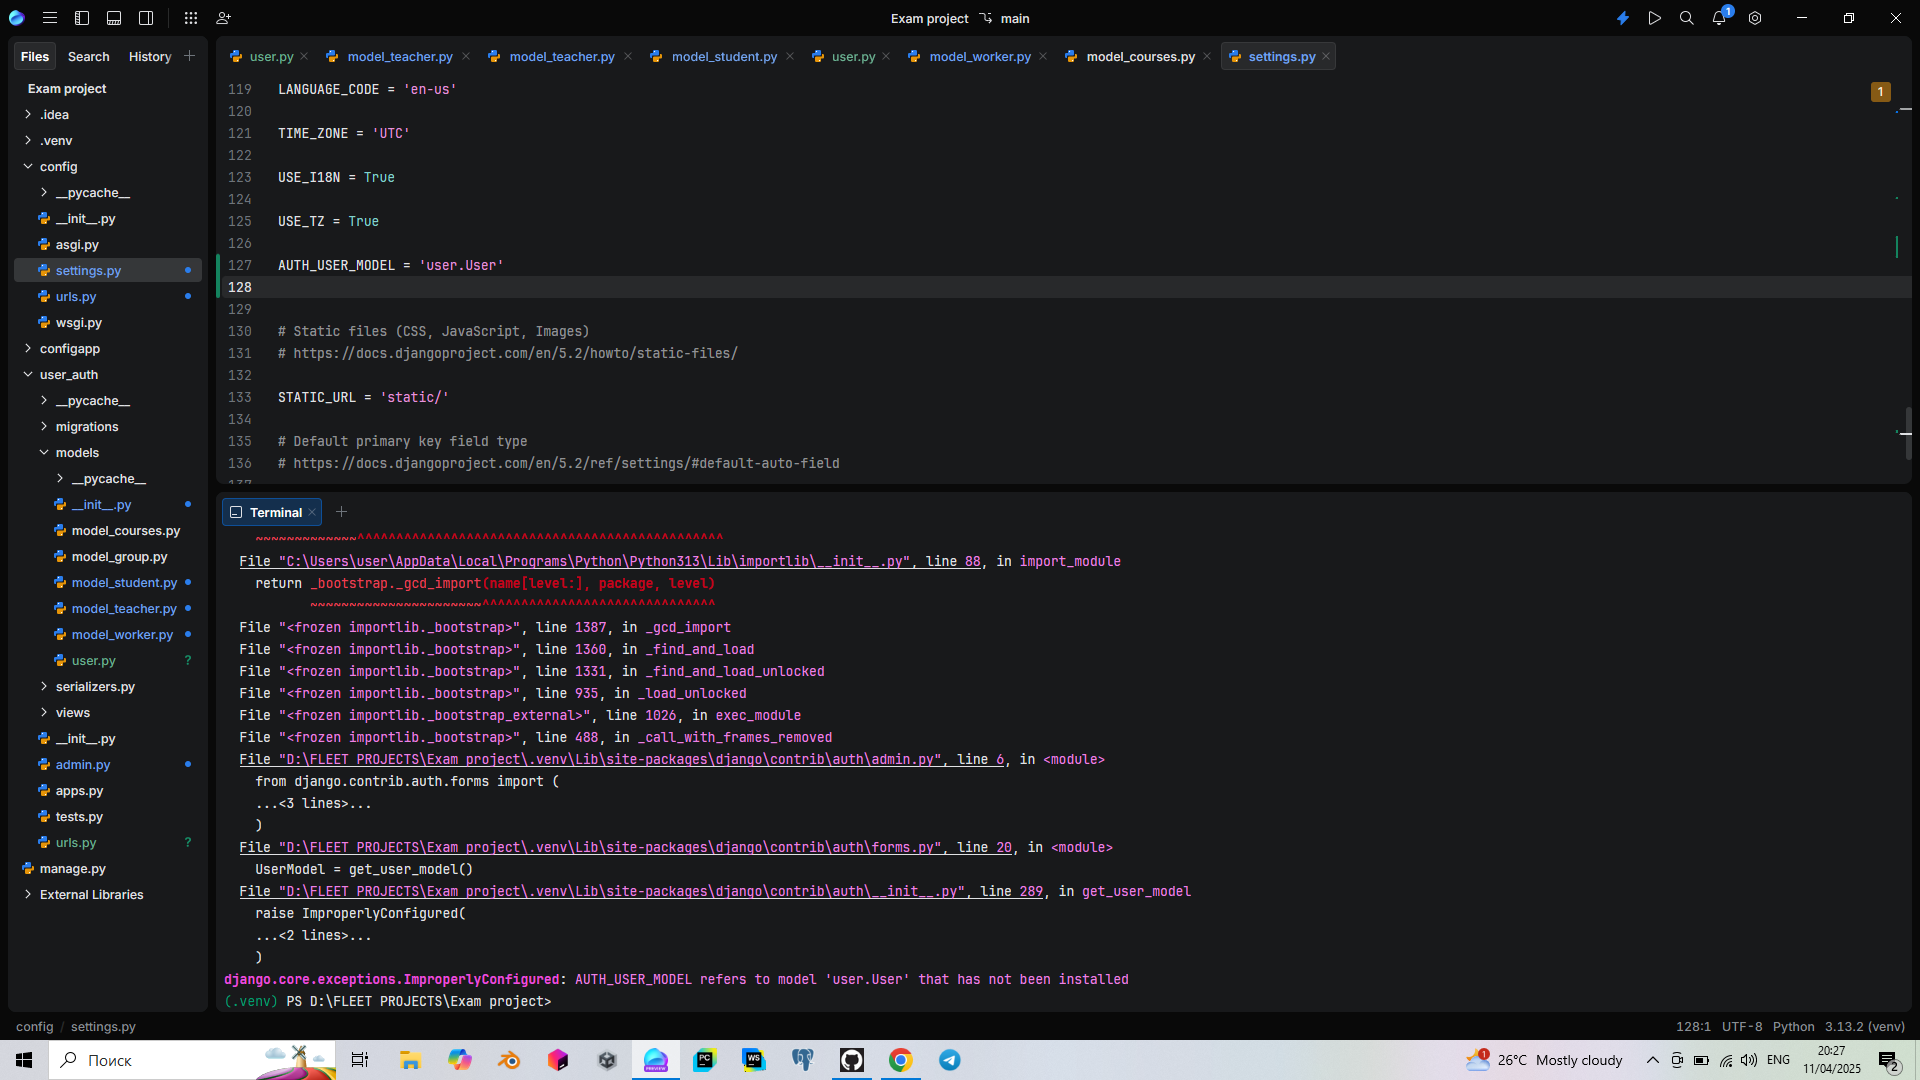 Exam project main
1
Files Search History
Exam project
.idea
.venv
config
__pycache__
__init__.py
asgi.py
settings.py
urls.py
wsgi.py
configapp
user_auth
__pycache__
migrations
models
__pycache__
__init__.py
model_courses.py
model_group.py
model_student.py
model_teacher.py
model_worker.py
user.py ?
serializers.py
views
__init__.py
admin.py
apps.py
tests.py
urls.py ?
manage.py
External Libraries
user.py model_teacher.py model_teacher.py model_student.py user.py model_worker.py model_courses.py settings.py
119 LANGUAGE_CODE = 'en-us'
1
120
121 TIME_ZONE = 'UTC'
122
123 USE_I18N = True
124
125 USE_TZ = True
126
127 AUTH_USER_MODEL = 'user.User'
128
129
130 # Static files (CSS, JavaScript, Images)
131 # https://docs.djangoproject.com/en/5.2/howto/static-files/
132
133 STATIC_URL = 'static/'
134
135 # Default primary key field type
136 # https://docs.djangoproject.com/en/5.2/ref/settings/#default-auto-field
137
Terminal
~~~~~~~~~~~~~^^^^^^^^^^^^^^^^^^^^^^^^^^^^^^^^^^^^^^^^^^^^^^^
File "C:\Users\user\AppData\Local\Programs\Python\Python313\Lib\importlib\__init__.py", line 88, in import_module
return _bootstrap._gcd_import(name[level:], package, level)
~~~~~~~~~~~~~~~~~~~~~~^^^^^^^^^^^^^^^^^^^^^^^^^^^^^^
File "<frozen importlib._bootstrap>", line 1387, in _gcd_import
File "<frozen importlib._bootstrap>", line 1360, in _find_and_load
File "<frozen importlib._bootstrap>", line 1331, in _find_and_load_unlocked
File "<frozen importlib._bootstrap>", line 935, in _load_unlocked
File "<frozen importlib._bootstrap_external>", line 1026, in exec_module
File "<frozen importlib._bootstrap>", line 488, in _call_with_frames_removed
File "D:\FLEET PROJECTS\Exam project\.venv\Lib\site-packages\django\contrib\auth\admin.py", line 6, in <module>
from django.contrib.auth.forms import (
...<3 lines>...
)
File "D:\FLEET PROJECTS\Exam project\.venv\Lib\site-packages\django\contrib\auth\forms.py", line 20, in <module>
UserModel = get_user_model()
File "D:\FLEET PROJECTS\Exam project\.venv\Lib\site-packages\django\contrib\auth\__init__.py", line 289, in get_user_model
raise ImproperlyConfigured(
...<2 lines>...
)
django.core.exceptions.ImproperlyConfigured: AUTH_USER_MODEL refers to model 'user.User' that has not been installed
(.venv) PS D:\FLEET PROJECTS\Exam project>
config / settings.py
128:1 UTF-8 Python 3.13.2 (venv)
Поиск
PREVIEW
PC
WS
1
26°C Mostly cloudy
ENG
20:27
11/04/2025
2